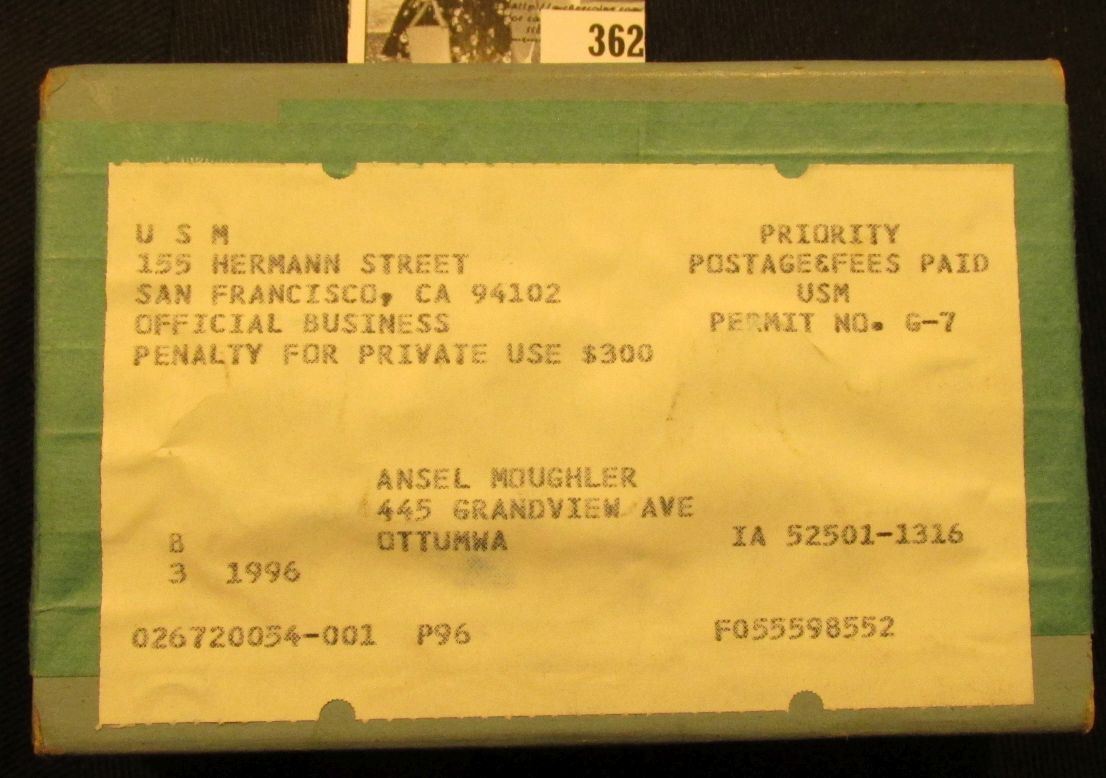 362
U S M
155 HERMANN STREET
SAN FRANCISCO, CA 94102
OFFICIAL BUSINESS
PENALTY FOR PRIVATE USE $300
PRIORITY
POSTAGE&FEES PAID
USM
PERMIT NO. G-7
ANSEL MOUGHLER
445 GRANDVIEW AVE
OTTUMWA IA 52501-1316
B
3 1996
026720054-001 P96 F055598552